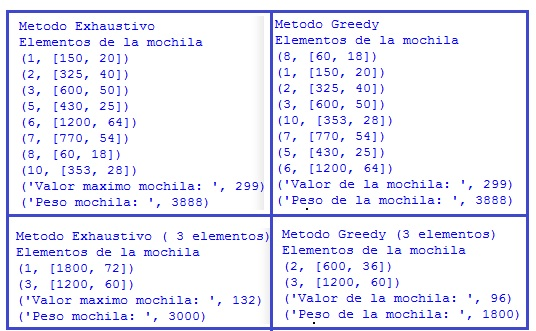 Metodo Exhaustivo
Elementos de la mochila
(1, [150, 20])
(2, [325, 40])
(3, [600, 50])
(5, [430, 25])
(6, [1200, 64])
(7, [770, 54])
(8, [60, 18])
(10, [353, 28])
('Valor maximo mochila: ', 299)
('Peso mochila: ', 3888)
Metodo Greedy
Elementos de la mochila
(8, [60, 18])
(1, [150, 20])
(2, [325, 40])
(3, [600, 50])
(10, [353, 28])
(7, [770, 54])
(5, [430, 25])
(6, [1200, 64])
('Valor de la mochila: ', 299)
('Peso de la mochila: ', 3888)
Metodo Exhaustivo ( 3 elementos)
Elementos de la mochila
(1, [1800, 72])
(3, [1200, 60])
('Valor maximo mochila: ', 132)
('Peso mochila: ', 3000)
Metodo Greedy (3 elementos)
Elementos de la mochila
(2, [600, 36])
(3, [1200, 60])
('Valor de la mochila: ', 96)
('Peso de la mochila: ', 1800)